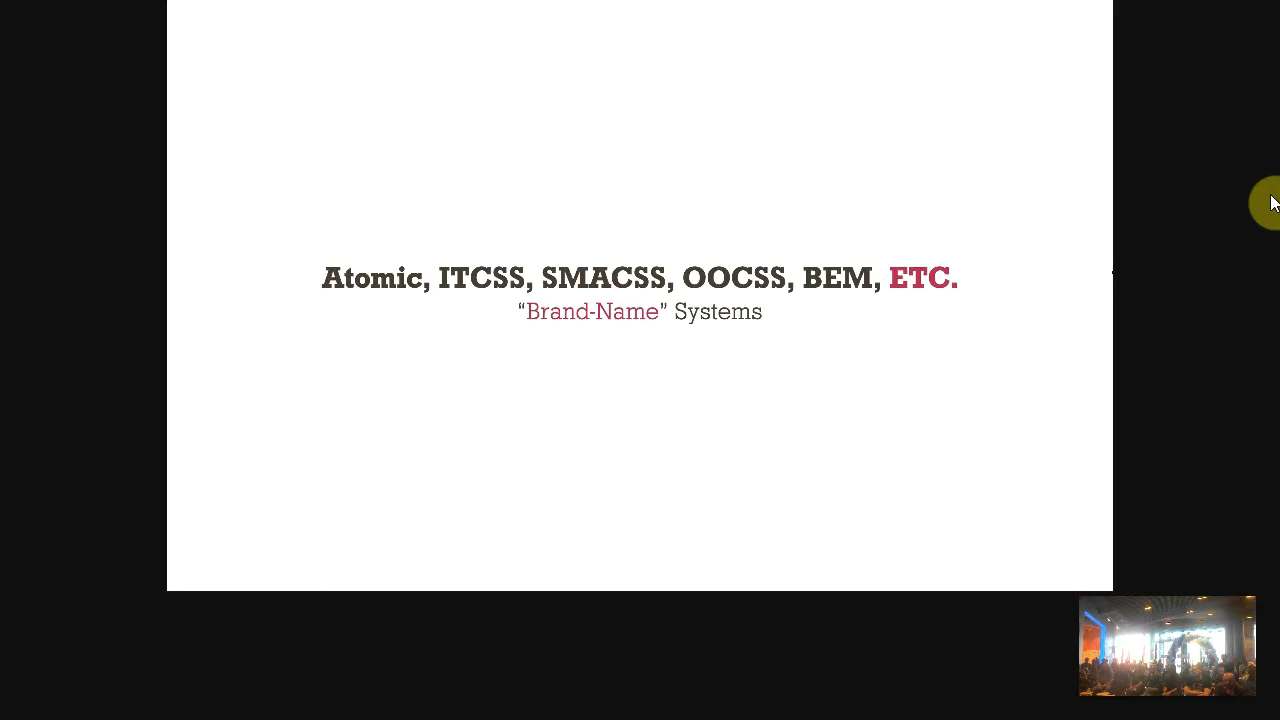 Atomic, ITCSS, SMACSS, OOCSS, BEM, ETC.
“Brand-Name” Systems